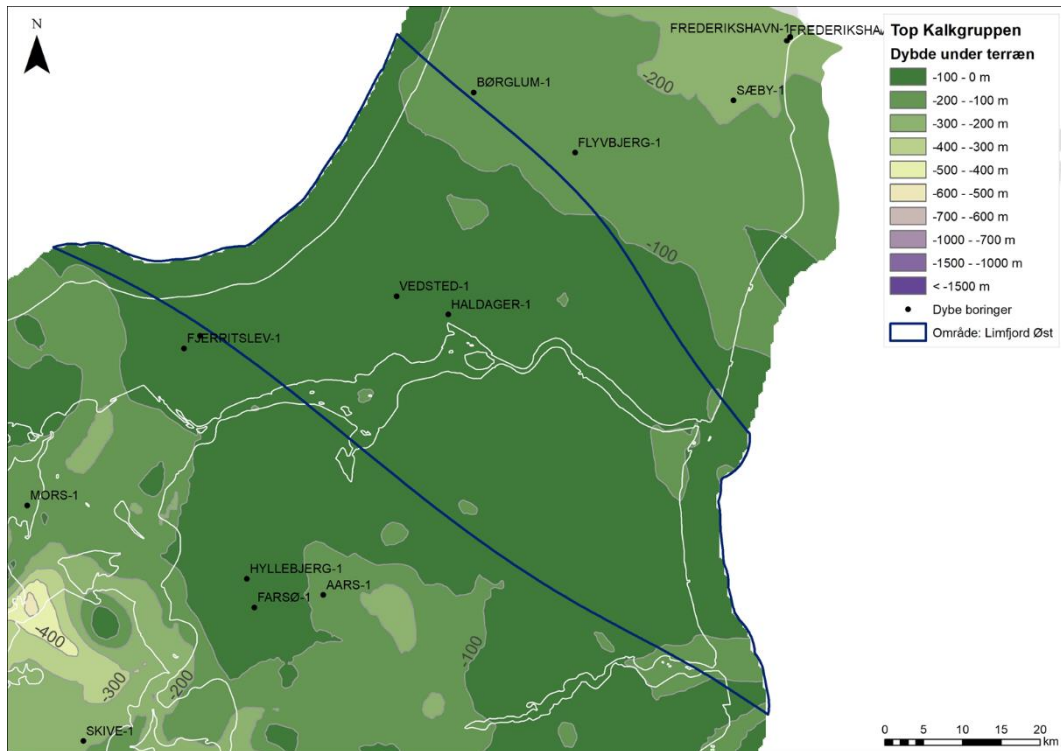 N
Top Kalkgruppen
Dybde under terræn
-100 - 0 m
-200 - -100 m
-300 - -200 m
-400 - -300 m
-500 - -400 m
-600 - -500 m
-700 - -600 m
-1000 - -700 m
-1500 - -1000 m
< -1500 m
Dybe boringer
Område: Limfjord Øst
FREDERIKSHAVN-1
FREDERIKSHA
-200
BØRGLUM-1
SÆBY-1
FLYVBJERG-1
-100
VEDSTED-1
HALDAGER-1
FJERRITSLEV-1
MORS-1
HYLLEBJERG-1
AARS-1
FARSØ-1
-400
-100
-300
-200
SKIVE-1
0 5 10 15 20
km